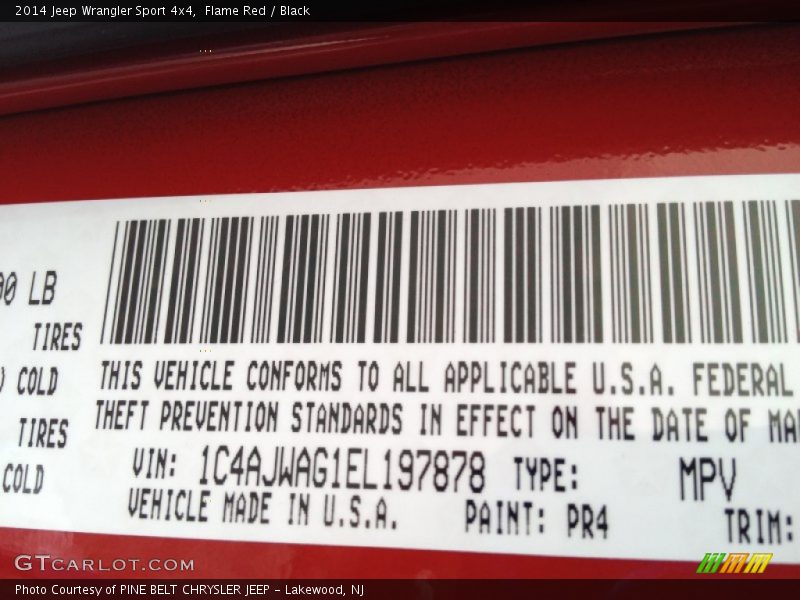 2014 Jeep Wrangler Sport 4x4,  Flame Red / Black
LB
TIRES
COLD
TIRES
COLD
THIS VEHICLE CONFORMS TO ALL APPLICABLE U.S.A. FEDERAL
THEFT PREVENTION STANDARDS IN EFFECT ON THE DATE OF
VIN: 1C4AJWAG1EL197878 TYPE: MPV
VEHICLE MADE IN U.S.A. PAINT: PR4 TRIM:
GTCARLOT.COM
Photo Courtesy of PINE BELT CHRYSLER JEEP - Lakewood, NJ